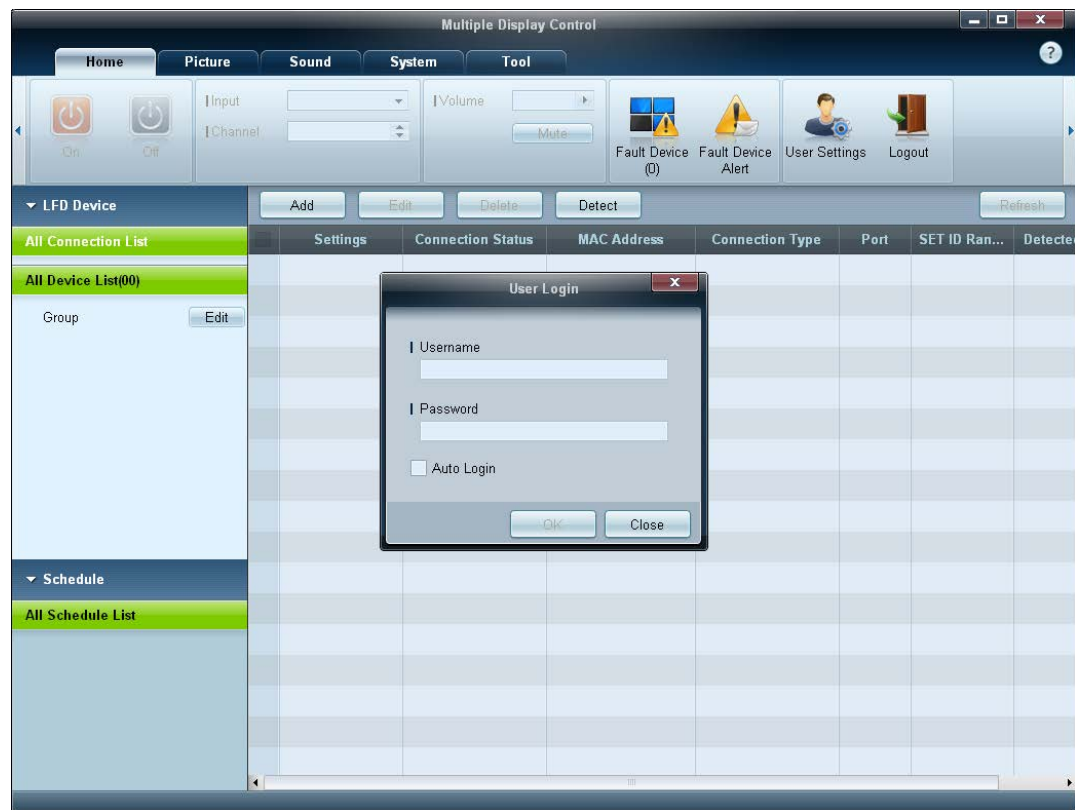 Multiple Display Control
Home Picture Sound System Tool
Input
Channel
On Off
Volume
Mute
Fault Device (0)
Fault Device Alert
User Settings
Logout
LFD Device
Add Edit Delete Detect Refresh
All Connection List
Settings Connection Status MAC Address Connection Type Port SET ID Ran... Detecte
All Device List(00)
Group Edit
User Login
Username
Password
Auto Login
OK Close
Schedule
All Schedule List